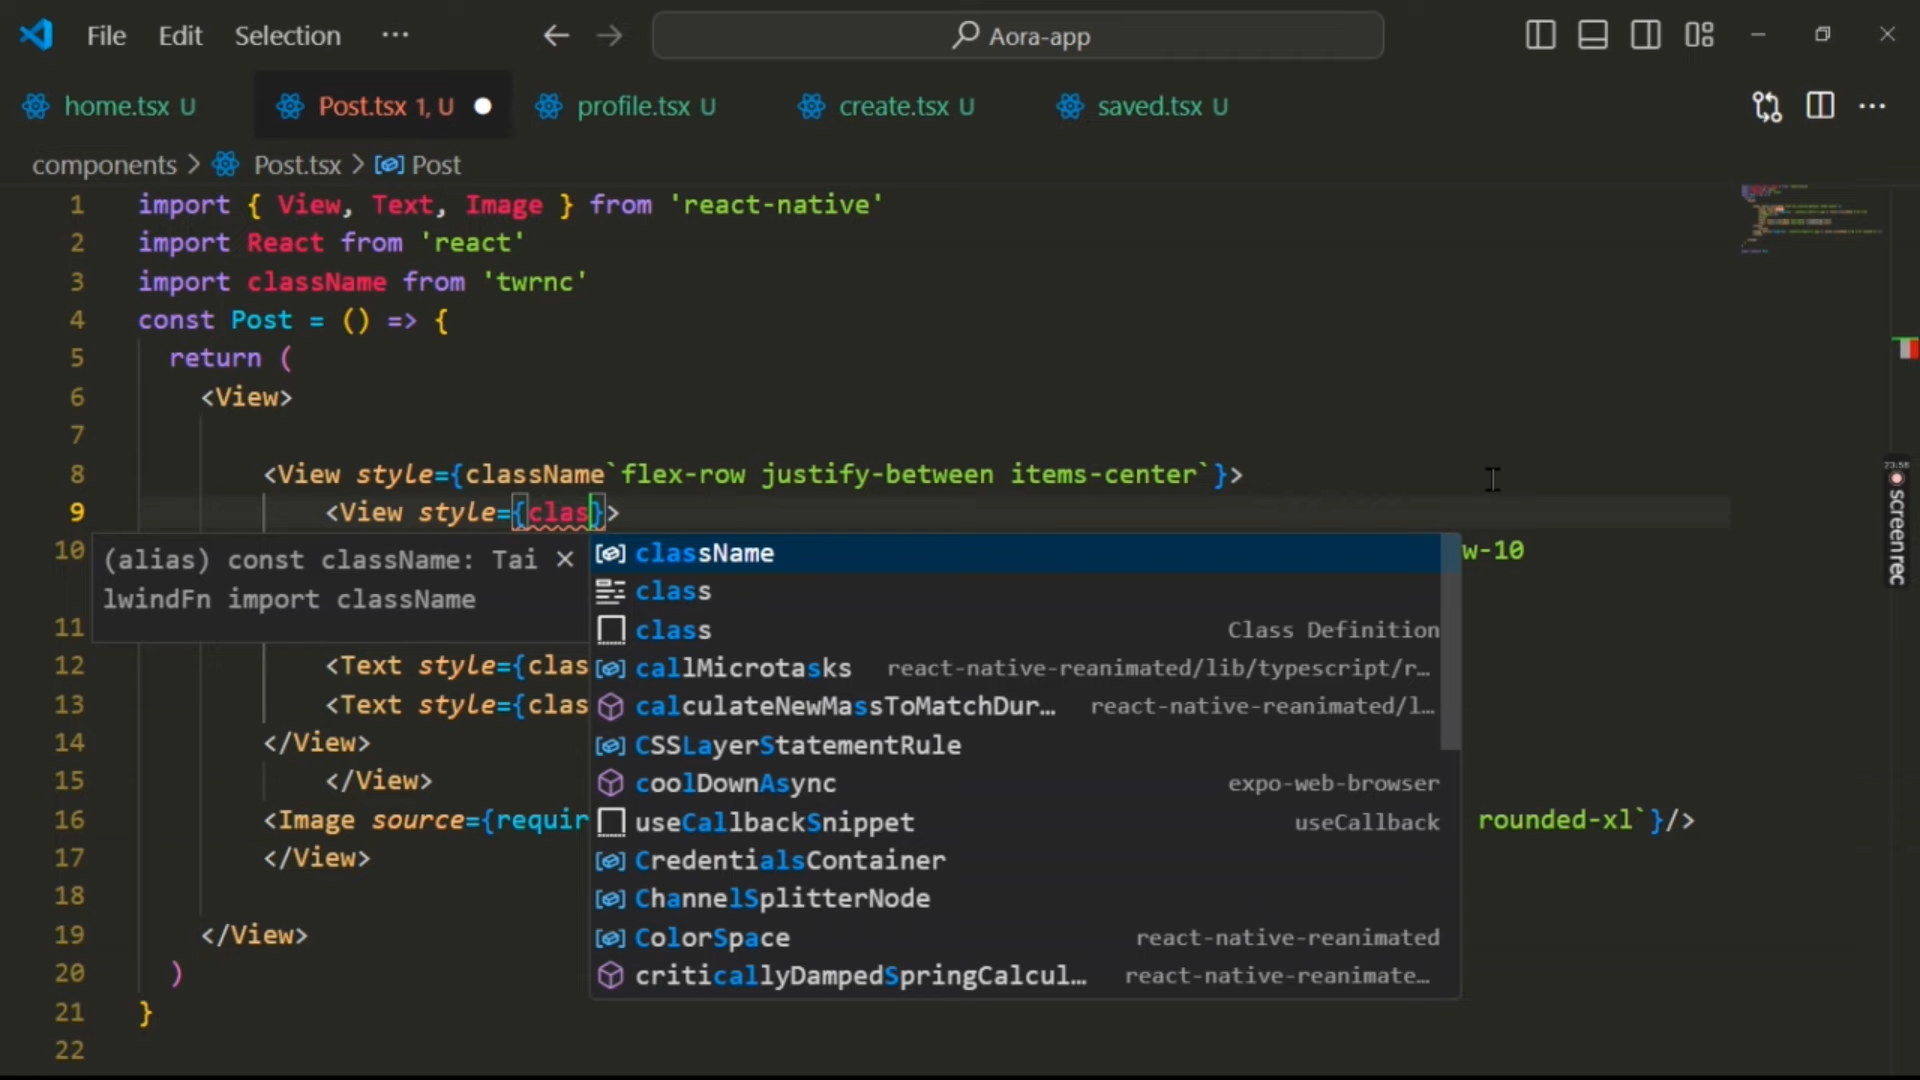 File Edit Selection ··· Aora-app
home.tsx U Post.tsx 1, U profile.tsx U create.tsx U saved.tsx U ···
components > Post.tsx > Post
1 import { View, Text, Image } from 'react-native'
2 import React from 'react'
3 import className from 'twrnc'
4 const Post = () => {
5 return (
6 <View>
7
8 <View style={className`flex-row justify-between items-center`}>
9 <View style={clas}>
10 w-10
(alias) const className: Tai
lwindFn import className
className
class
class Class Definition
callMicrotasks react-native-reanimated/lib/typescript/r…
calculateNewMassToMatchDur… react-native-reanimated/l…
CSSLayerStatementRule
coolDownAsync expo-web-browser
useCallbackSnippet useCallback
CredentialsContainer
ChannelSplitterNode
ColorSpace react-native-reanimated
criticallyDampedSpringCalcul… react-native-reanimate…
11
12 <Text style={clas
13 <Text style={clas
14 </View>
15 </View>
16 <Image source={requir rounded-xl`}/>
17 </View>
18
19 </View>
20 )
21 }
22
23:58
screenrec